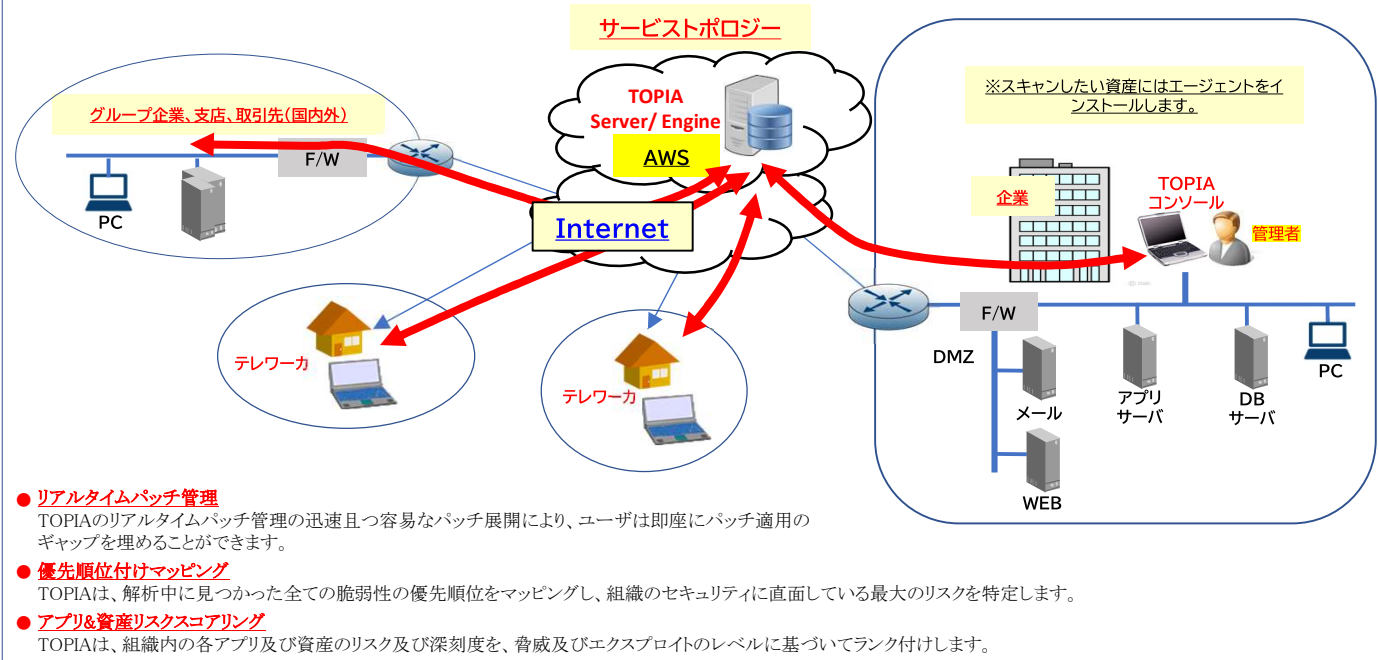 サービストポロジー
グループ企業、支店、取引先(国内外)
F/W
PC
TOPIA
Server/ Engine
AWS
Internet
テレワーカ
テレワーカ
※スキャンしたい資産にはエージェントをイ
ンストールします。
企業
TOPIA
コンソール
管理者
F/W
DMZ
メール
WEB
アプリ
サーバ
DB
サーバ
PC
● リアルタイムパッチ管理
TOPIAのリアルタイムパッチ管理の迅速且つ容易なパッチ展開により、ユーザは即座にパッチ適用の
ギャップを埋めることができます。
● 優先順位付けマッピング
TOPIAは、解析中に見つかった全ての脆弱性の優先順位をマッピングし、組織のセキュリティに直面している最大のリスクを特定します。
● アプリ&資産リスクスコアリング
TOPIAは、組織内の各アプリ及び資産のリスク及び深刻度を、脅威及びエクスプロイトのレベルに基づいてランク付けします。